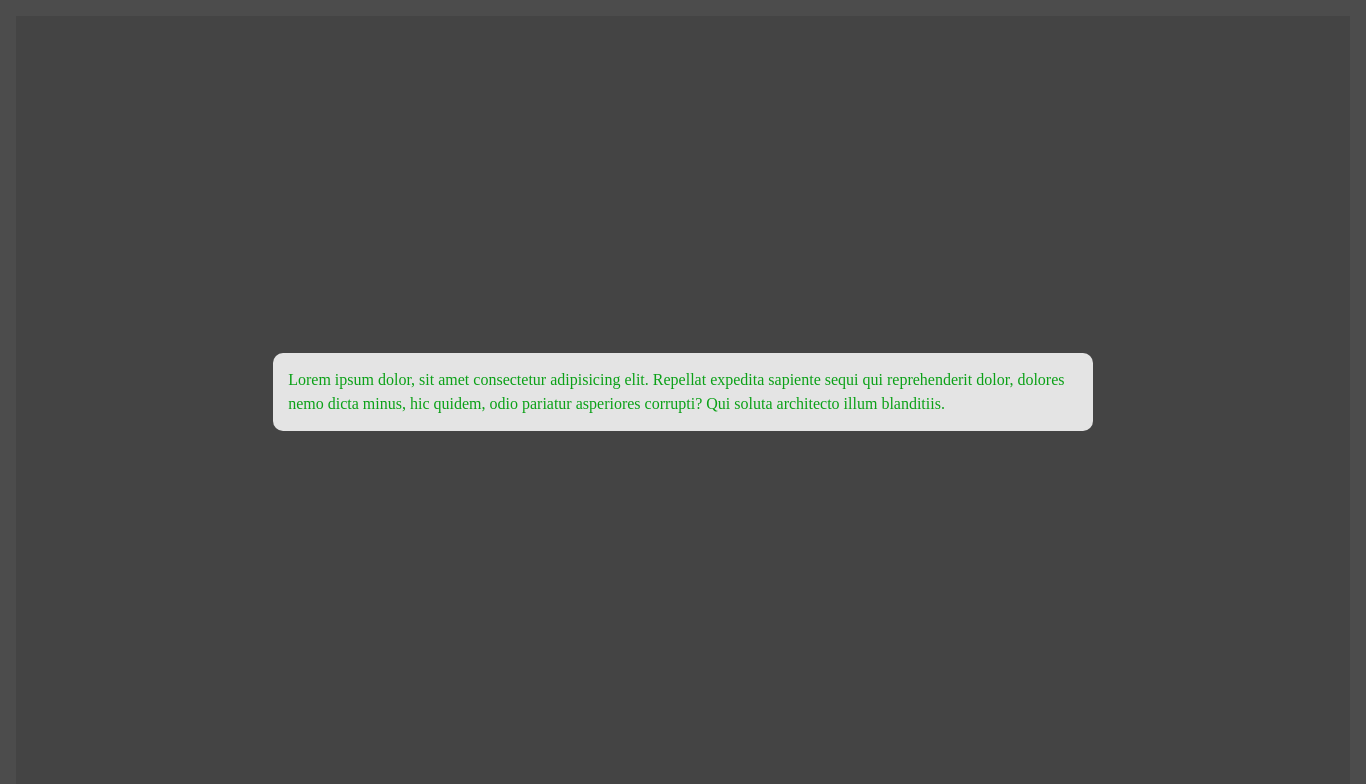 Lorem ipsum dolor, sit amet consectetur adipisicing elit. Repellat expedita sapiente sequi qui reprehenderit dolor, dolores
nemo dicta minus, hic quidem, odio pariatur asperiores corrupti? Qui soluta architecto illum blanditiis.